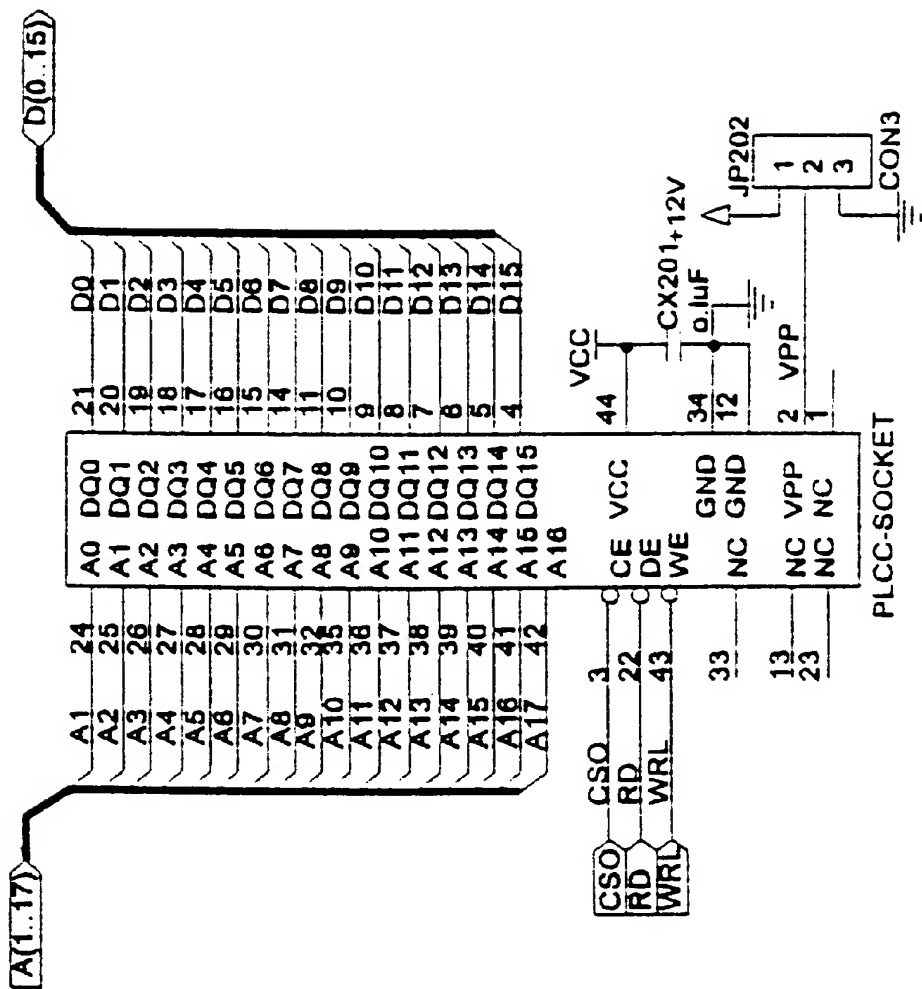 A(1..17)
D(0..15)
A1 24 A0 DQ0 21 D0
A2 25 A1 DQ1 20 D1
A3 26 A2 DQ2 19 D2
A4 27 A3 DQ3 18 D3
A5 28 A4 DQ4 17 D4
A6 29 A5 DQ5 16 D5
A7 30 A6 DQ6 15 D6
A8 31 A7 DQ7 14 D7
A9 32 A8 DQ8 11 D8
A10 35 A9 DQ9 10 D9
A11 36 A10 DQ10 9 D10
A12 37 A11 DQ11 8 D11
A13 38 A12 DQ12 7 D12
A14 39 A13 DQ13 6 D13
A15 40 A14 DQ14 5 D14
A16 41 A15 DQ15 4 D15
A17 42 A16
CSO CSO 3 CE VCC 44 VCC
RD RD 22 DE
WRL WRL 43 WE
CX201
0.1uF
+12V
GND 34
33 NC GND 12
13 NC VPP 2 VPP
23 NC NC 1
PLCC-SOCKET
JP202
1
2
3
CON3